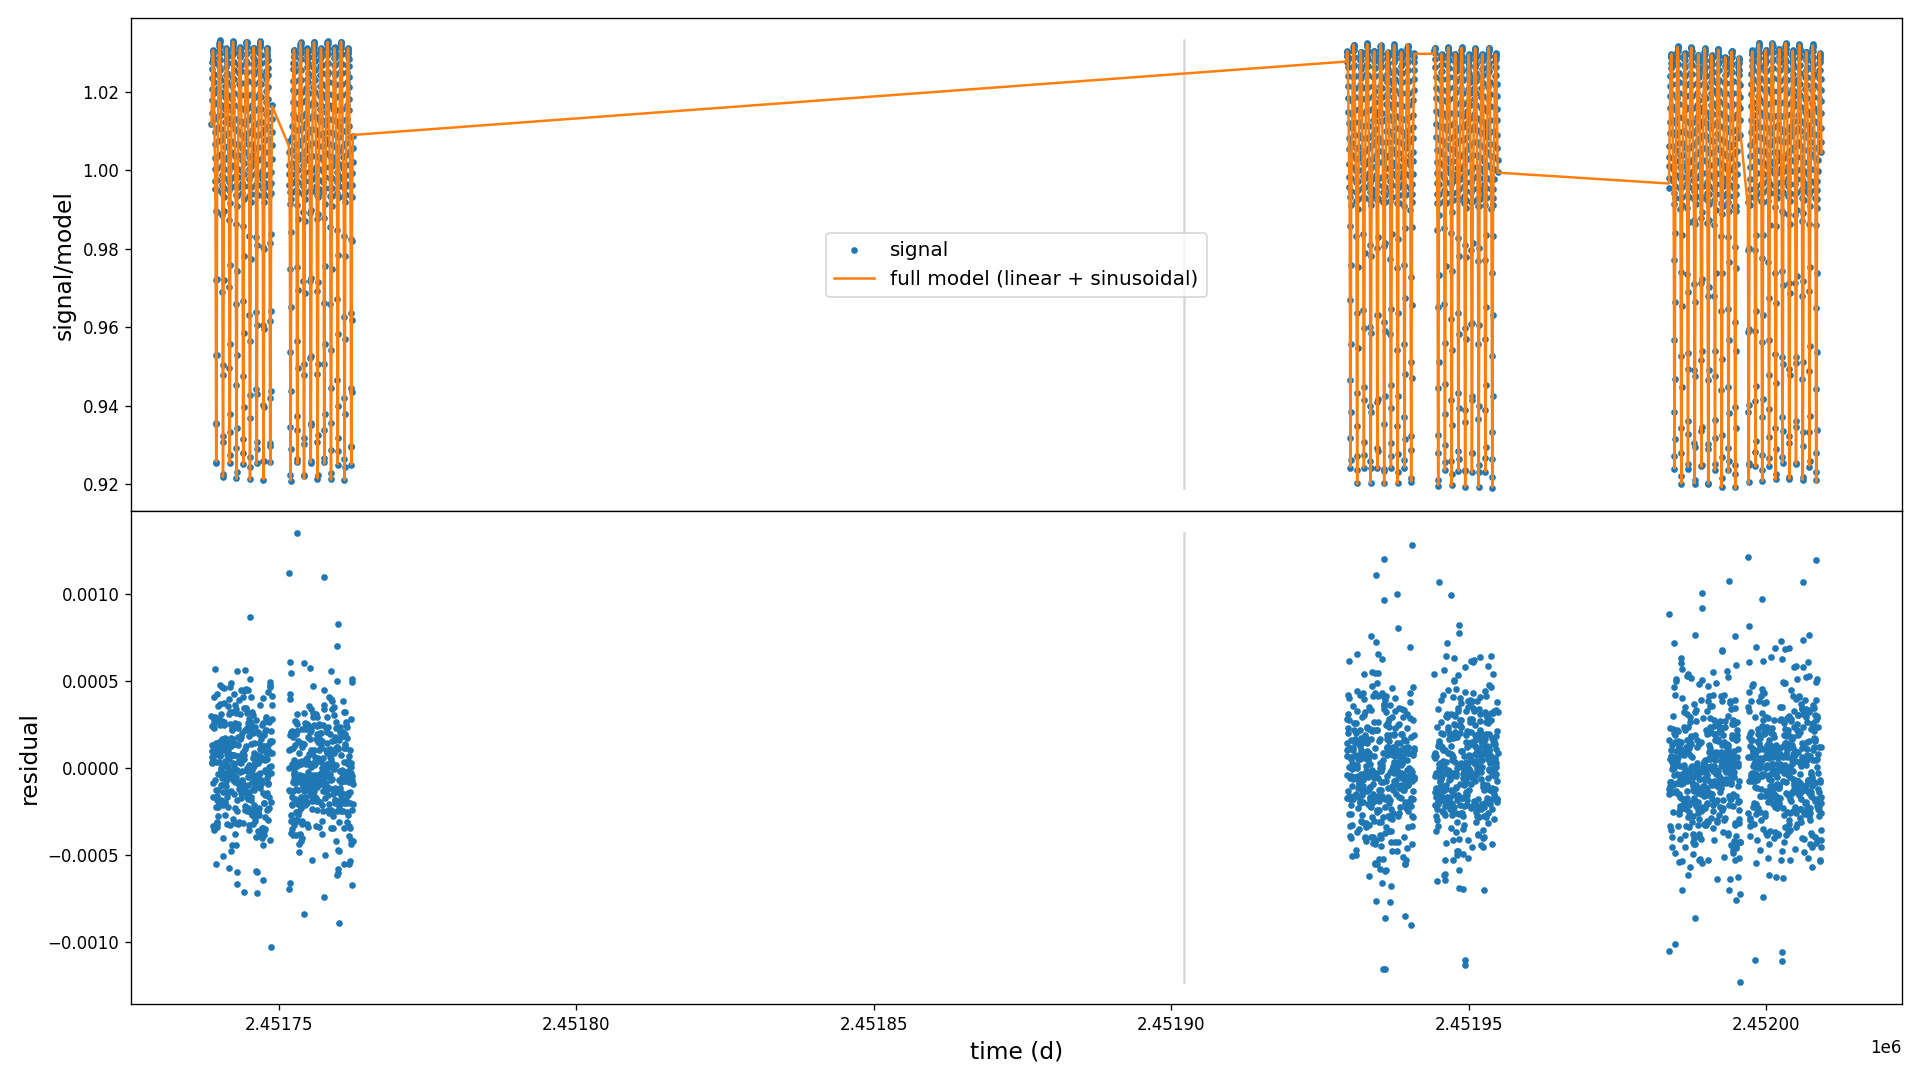 1.02
1.00
0.98
0.96
0.94
0.92
signal/model
signal
full model (linear + sinusoidal)
0.0010
0.0005
0.0000
−0.0005
−0.0010
residual
2.45175
2.45180
2.45185
2.45190
2.45195
2.45200
1e6
time (d)